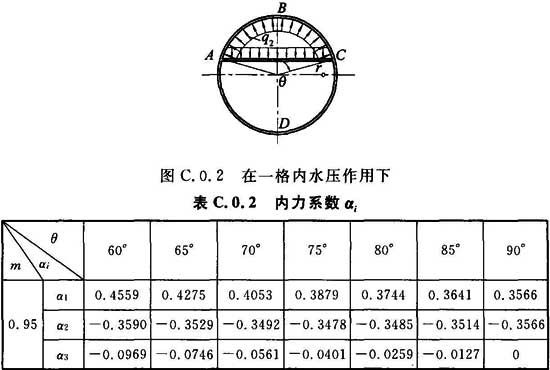 B
q₂
A
C
r₀
θ
D
图 C.0.2 在一格内水压作用下
表 C.0.2 内力系数 αᵢ
θ
m αᵢ 60° 65° 70° 75° 80° 85° 90°
0.95
α₁ 0.4559 0.4275 0.4053 0.3879 0.3744 0.3641 0.3566
α₂ -0.3590 -0.3529 -0.3492 -0.3478 -0.3485 -0.3514 -0.3566
α₃ -0.0969 -0.0746 -0.0561 -0.0401 -0.0259 -0.0127 0